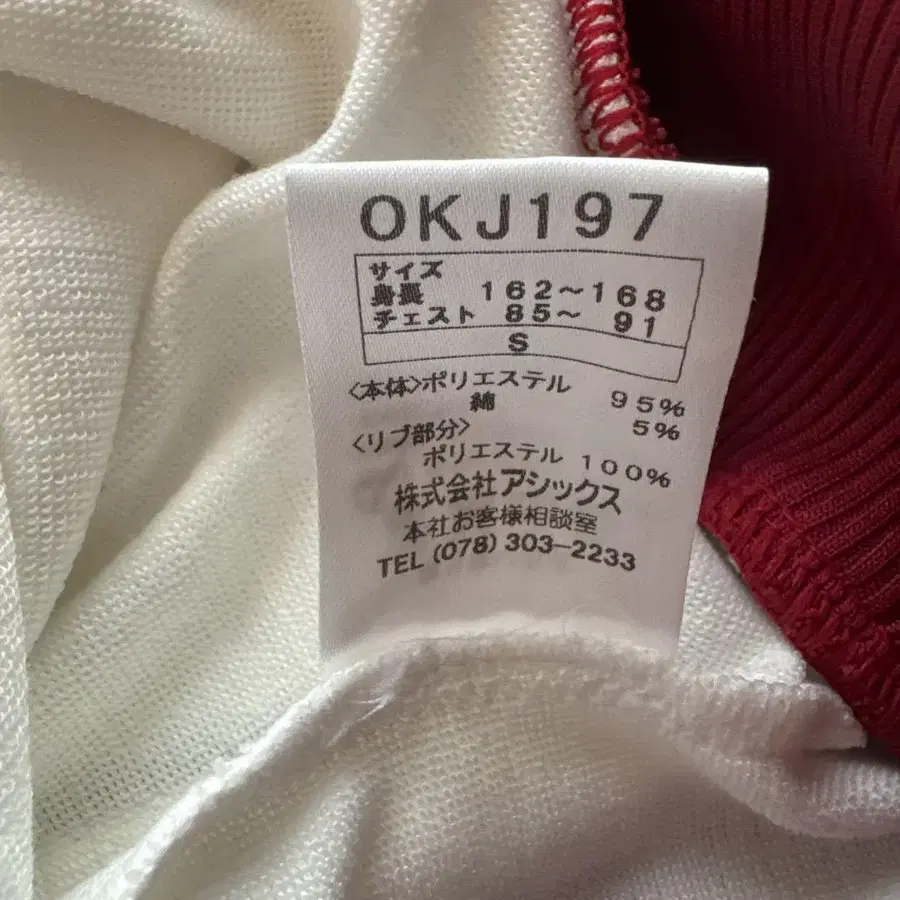 OKJ197
サイズ
身長 162～168
チェスト 85～ 91
S
〈本体〉ポリエステル 95%
綿 5%
〈リブ部分〉
ポリエステル 100%
株式会社アシックス
本社お客様相談室
TEL (078) 303-2233